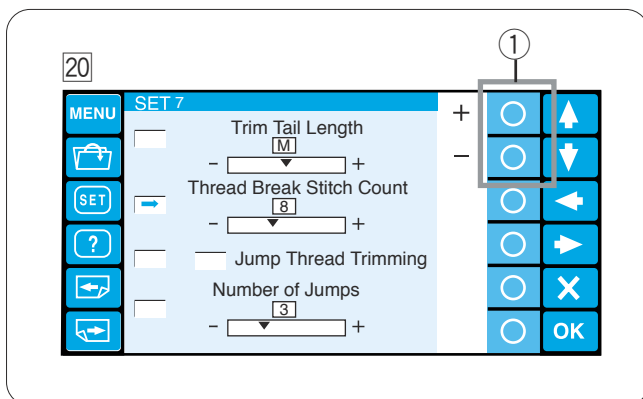 ①
20
MENU
SET 7
+
Trim Tail Length
M
- +
−
SET
Thread Break Stitch Count
8
- +
?
Jump Thread Trimming
Number of Jumps
3
- +
X
OK